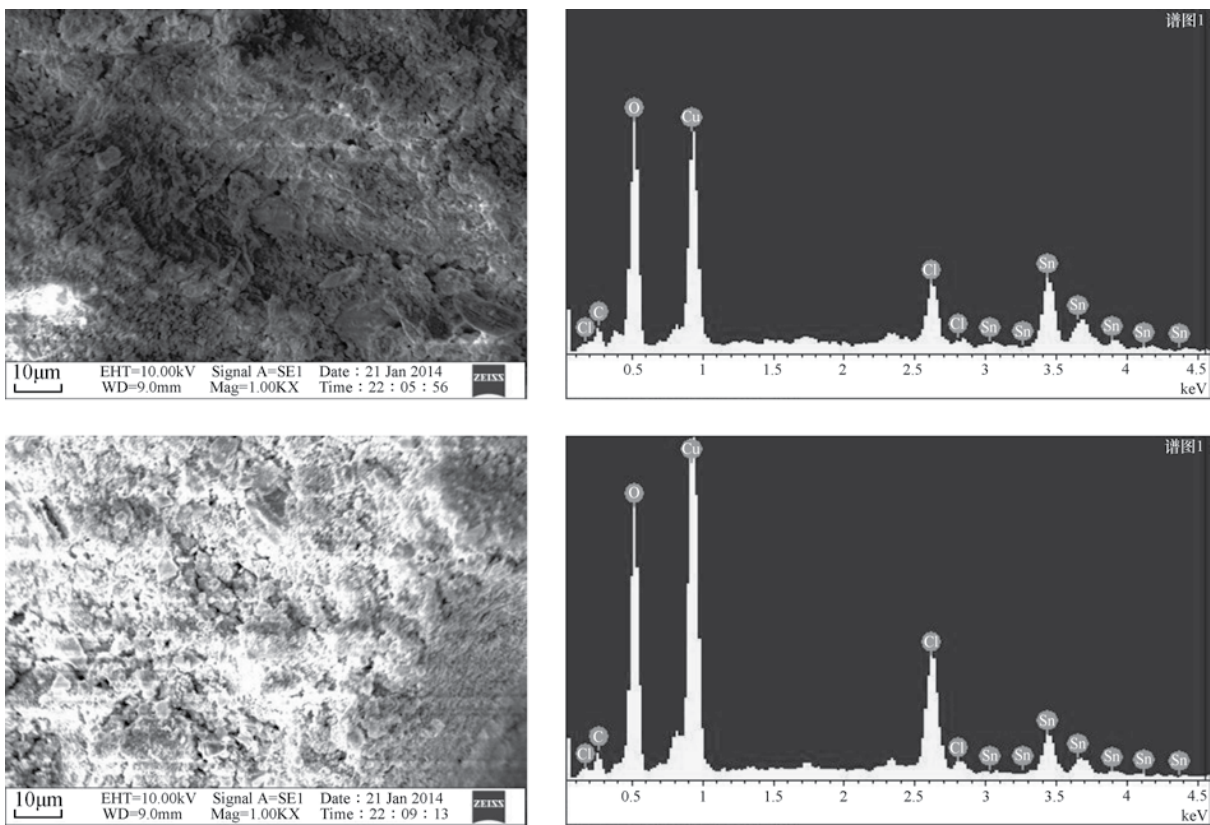 10μm EHT=10.00kV Signal A=SE1 Date：21 Jan 2014 ZEISS
WD=9.0mm Mag=1.00KX Time：22：05：56
谱图1
O
Cu
Cl
C
Cl
Cl
Sn
Sn
Sn
Sn
Sn
Sn
Sn
0.5 1 1.5 2 2.5 3 3.5 4 4.5
keV
10μm EHT=10.00kV Signal A=SE1 Date：21 Jan 2014 ZEISS
WD=9.0mm Mag=1.00KX Time：22：09：13
谱图1
Cu
O
Cl
C
Cl
Cl
Sn
Sn
Sn
Sn
Sn
Sn
Sn
0.5 1 1.5 2 2.5 3 3.5 4 4.5
keV